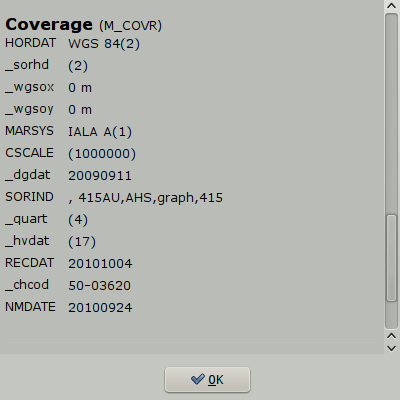 Coverage (M_COVR)
HORDAT WGS 84(2)
_sorhd (2)
_wgsox 0 m
_wgsoy 0 m
MARSYS IALA A(1)
CSCALE (1000000)
_dgdat 20090911
SORIND , 415AU,AHS,graph,415
_quart (4)
_hvdat (17)
RECDAT 20101004
_chcod 50-03620
NMDATE 20100924
OK